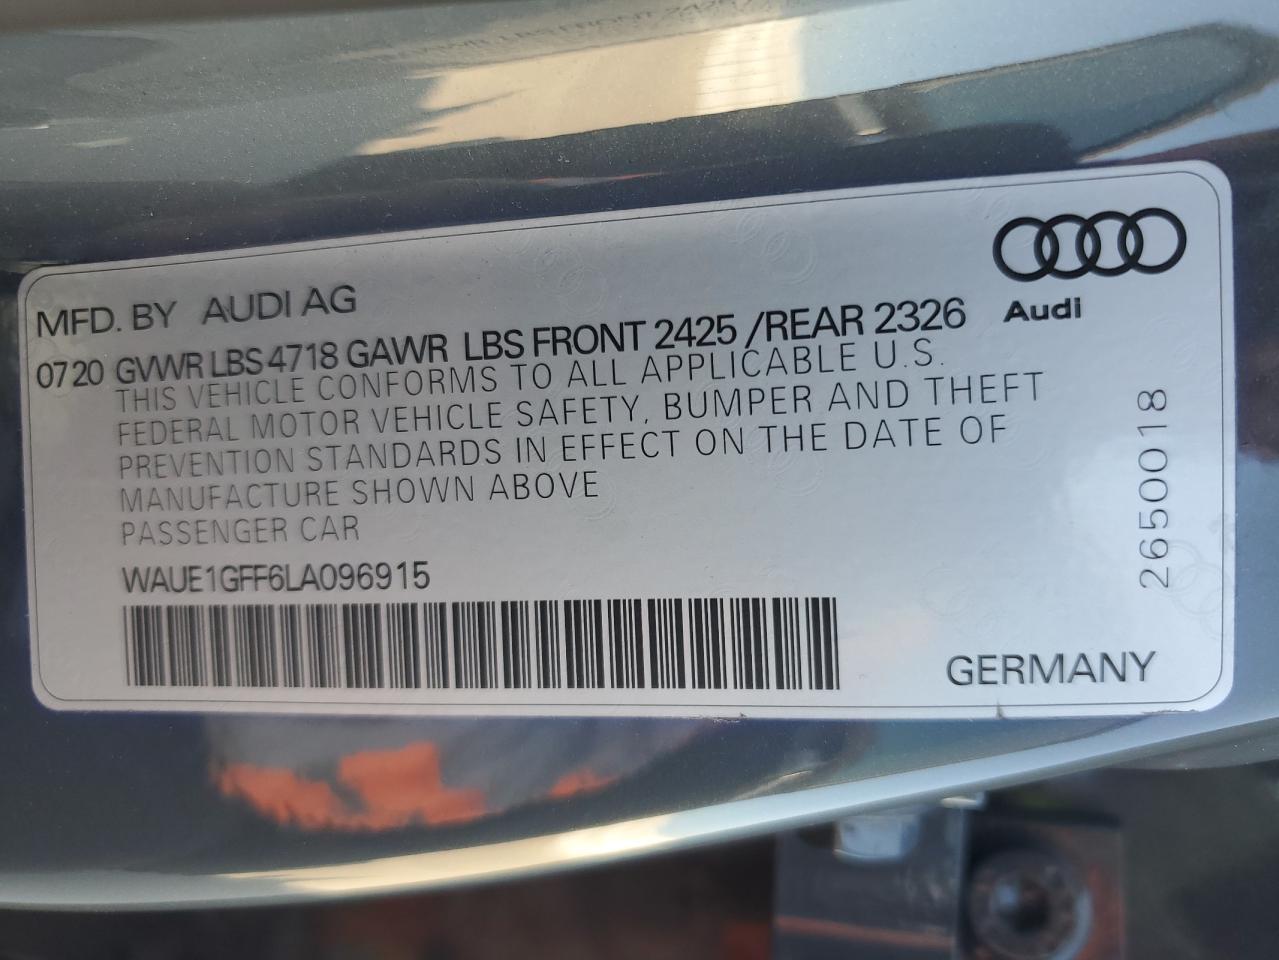 MFD. BY AUDI AG
0720 GVWR LBS 4718 GAWR LBS FRONT 2425 /REAR 2326
THIS VEHICLE CONFORMS TO ALL APPLICABLE U.S.
FEDERAL MOTOR VEHICLE SAFETY, BUMPER AND THEFT
PREVENTION STANDARDS IN EFFECT ON THE DATE OF
MANUFACTURE SHOWN ABOVE
PASSENGER CAR
WAUE1GFF6LA096915
Audi
26500018
GERMANY